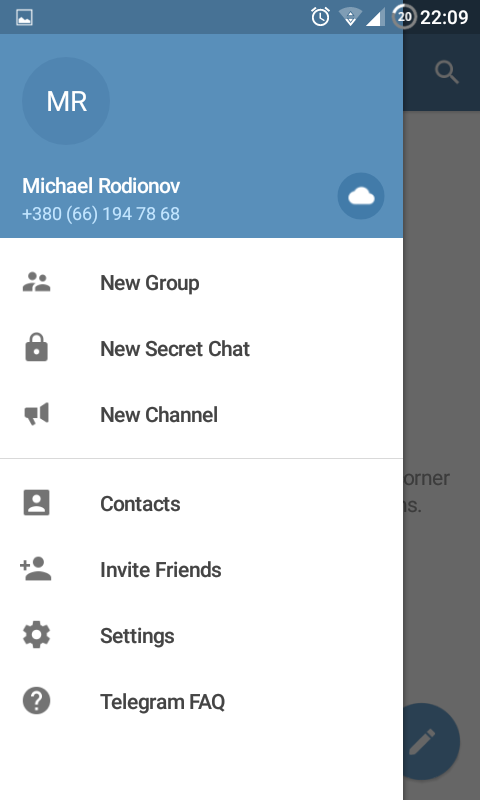 20 22:09
MR
Michael Rodionov
+380 (66) 194 78 68
New Group
New Secret Chat
New Channel
orner
ns.
Contacts
Invite Friends
Settings
Telegram FAQ